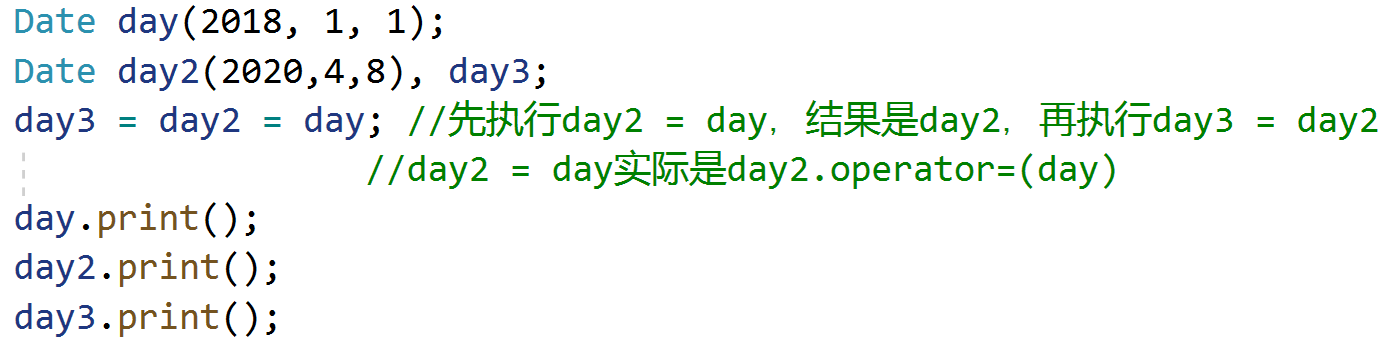 Date day(2018, 1, 1);
Date day2(2020,4,8), day3;
day3 = day2 = day; //先执行day2 = day, 结果是day2, 再执行day3 = day2
//day2 = day实际是day2.operator=(day)
day.print();
day2.print();
day3.print();